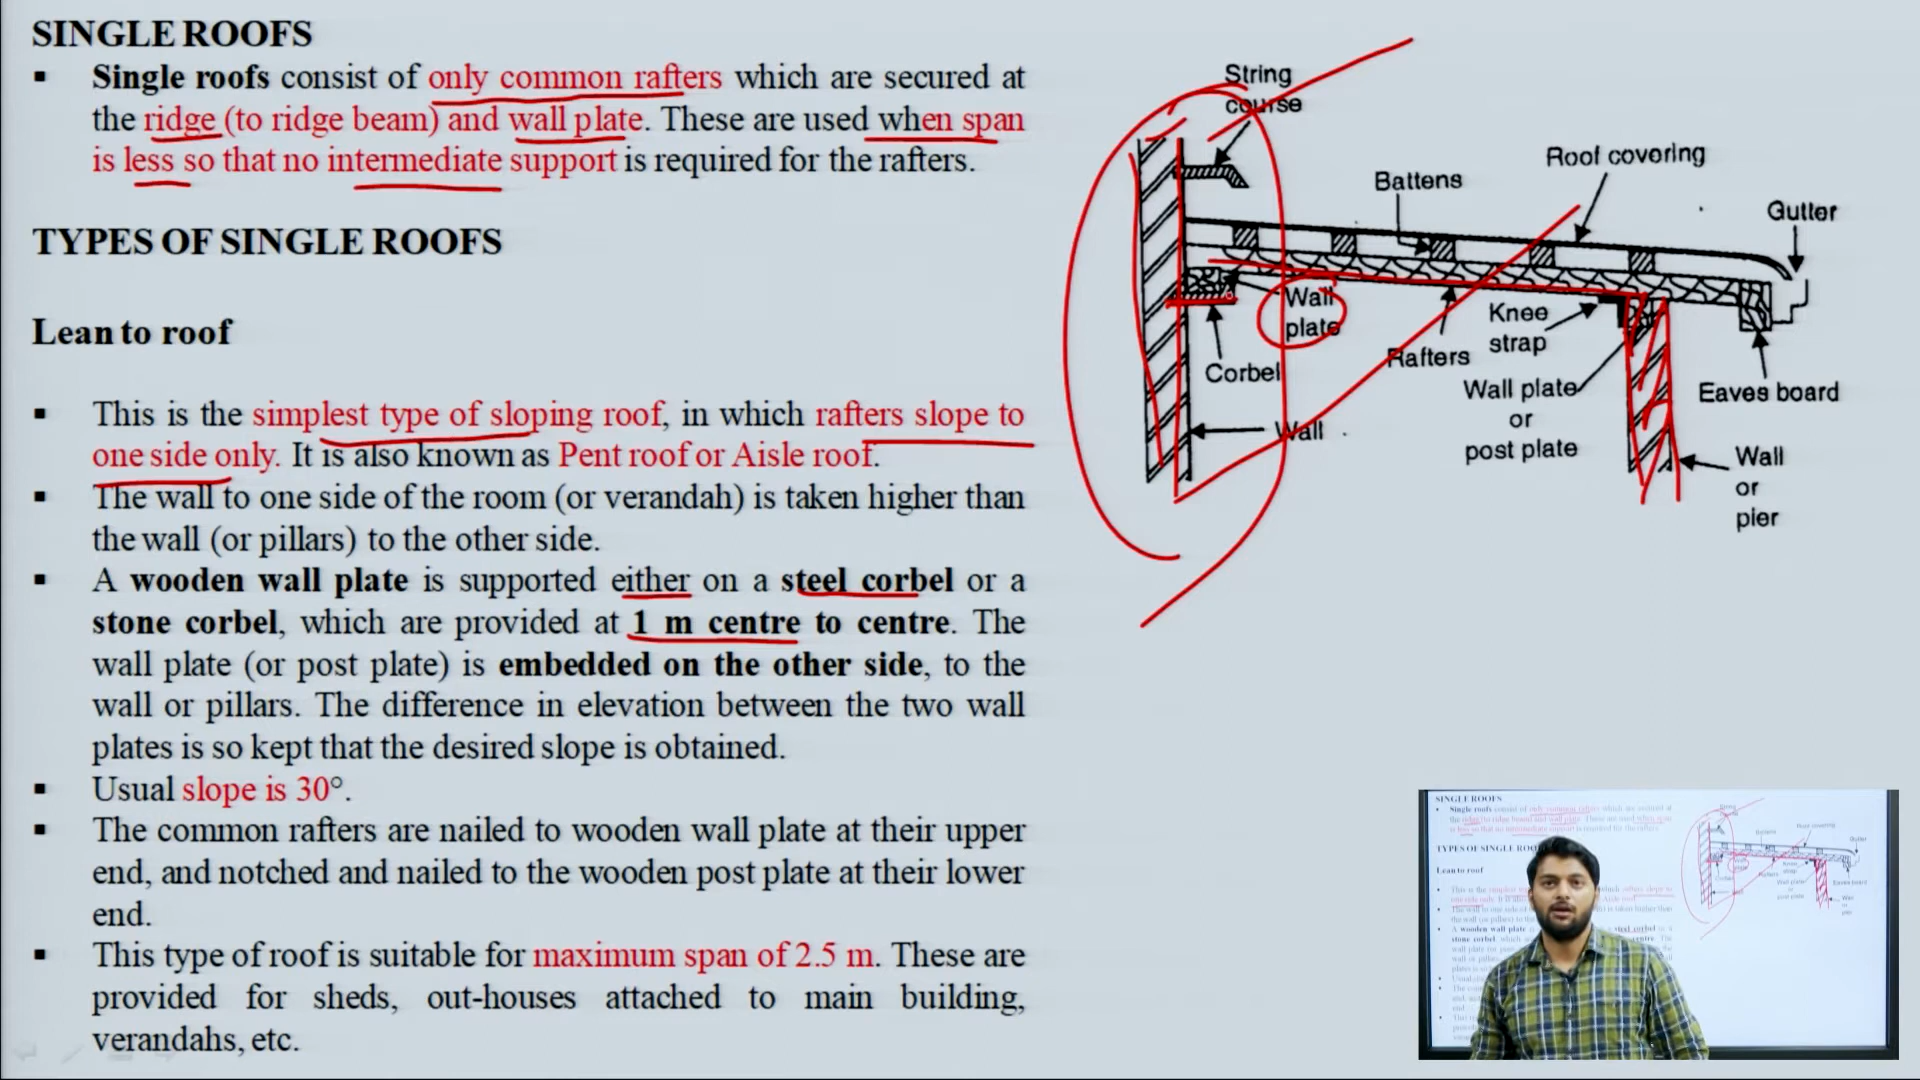 SINGLE ROOFS
▪ Single roofs consist of only common rafters which are secured at
the ridge (to ridge beam) and wall plate. These are used when span
is less so that no intermediate support is required for the rafters.
TYPES OF SINGLE ROOFS
Lean to roof
▪ This is the simplest type of sloping roof, in which rafters slope to
one side only. It is also known as Pent roof or Aisle roof.
▪ The wall to one side of the room (or verandah) is taken higher than
the wall (or pillars) to the other side.
▪ A wooden wall plate is supported either on a steel corbel or a
stone corbel, which are provided at 1 m centre to centre. The
wall plate (or post plate) is embedded on the other side, to the
wall or pillars. The difference in elevation between the two wall
plates is so kept that the desired slope is obtained.
▪ Usual slope is 30°.
▪ The common rafters are nailed to wooden wall plate at their upper
end, and notched and nailed to the wooden post plate at their lower
end.
▪ This type of roof is suitable for maximum span of 2.5 m. These are
provided for sheds, out-houses attached to main building,
verandahs, etc.
String
course
Battens
Roof covering
Gutter
Wall
plate
Corbel
Wall
Rafters
Knee
strap
Wall plate
or
post plate
Eaves board
Wall
or
pier
SINGLE ROOFS
TYPES OF SINGLE
Lean to roof